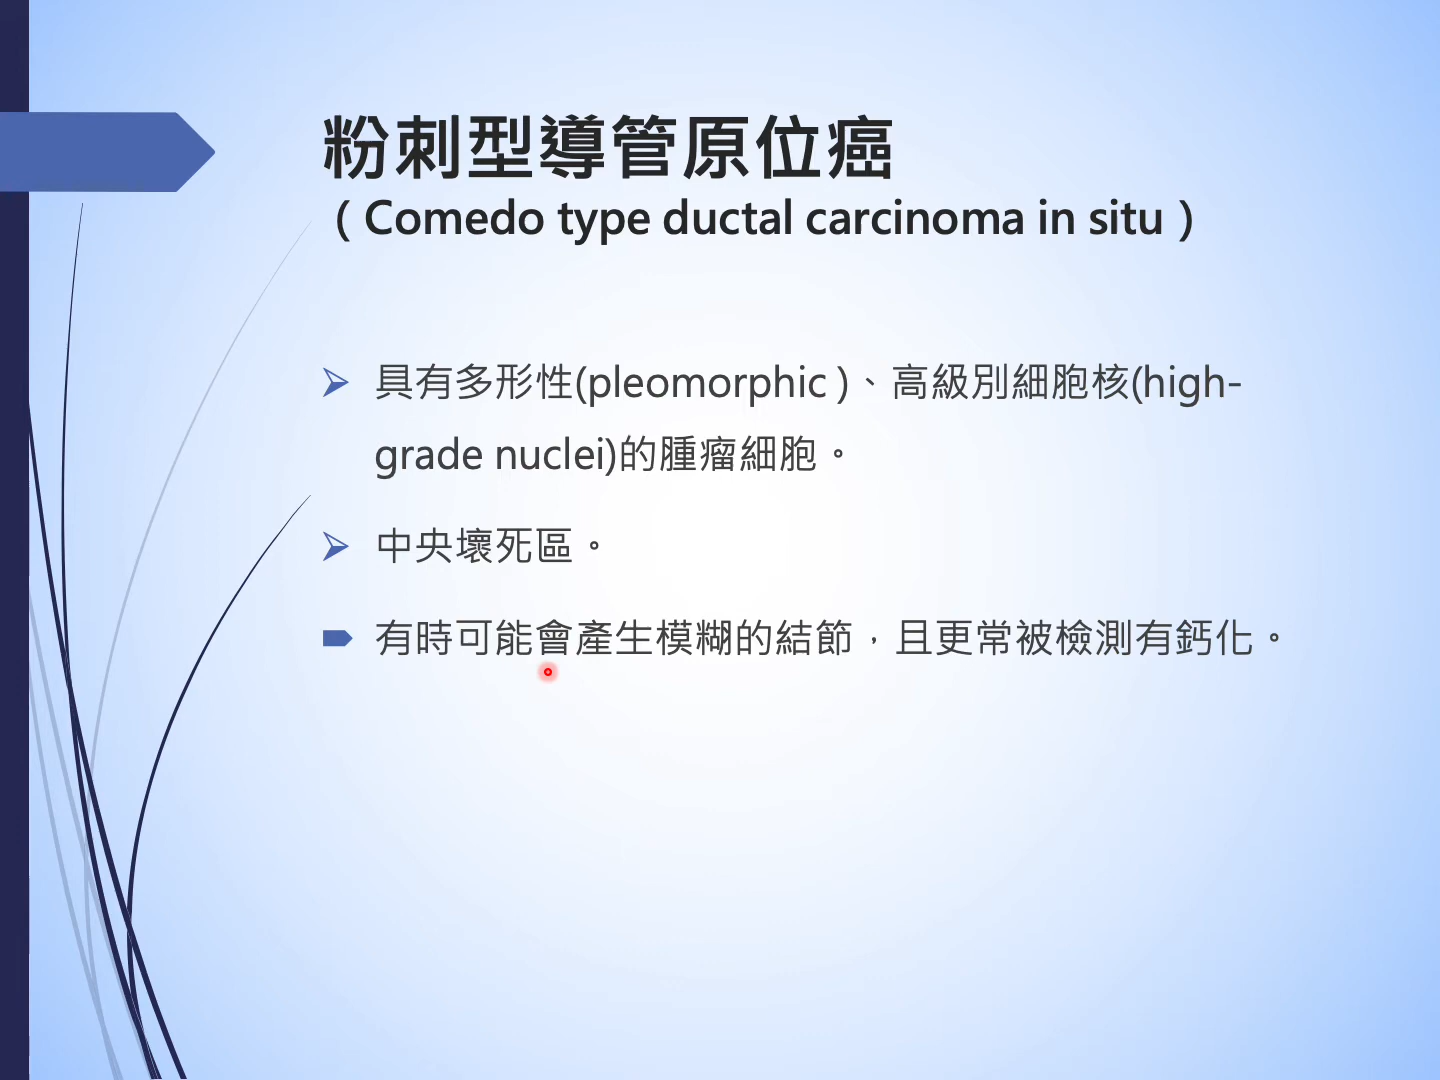 粉刺型導管原位癌
（Comedo type ductal carcinoma in situ）
具有多形性(pleomorphic )、高級別細胞核(high-
grade nuclei)的腫瘤細胞。
中央壞死區。
有時可能會產生模糊的結節，且更常被檢測有鈣化。